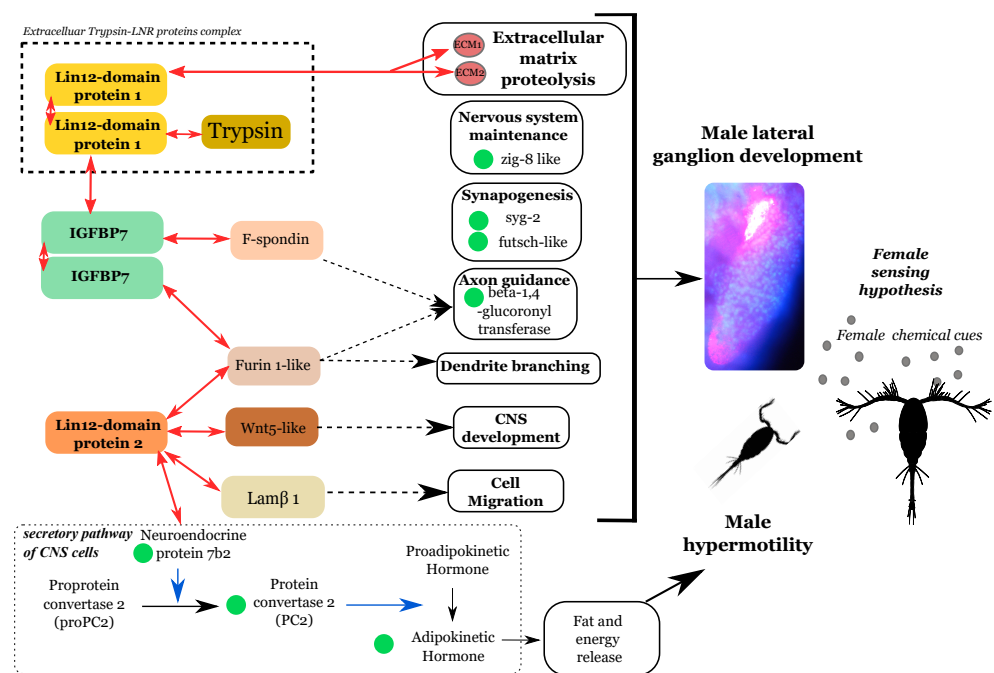 Extracelluar Trypsin-LNR proteins complex
Lin12-domain
protein 1
Lin12-domain
protein 1
Trypsin
IGFBP7
IGFBP7
F-spondin
Furin 1-like
Lin12-domain
protein 2
Wnt5-like
Lamβ 1
ECM1
ECM2
Extracellular
matrix
proteolysis
Nervous system
maintenance
zig-8 like
Synapogenesis
syg-2
futsch-like
Axon guidance
beta-1,4
-glucoronyl
transferase
Dendrite branching
CNS
development
Cell
Migration
Male lateral
ganglion development
Female
sensing
hypothesis
Female chemical cues
Male
hypermotility
secretory pathway
of CNS cells
Neuroendocrine
protein 7b2
Proprotein
convertase 2
(proPC2)
Protein
convertase 2
(PC2)
Proadipokinetic
Hormone
Adipokinetic
Hormone
Fat and
energy
release